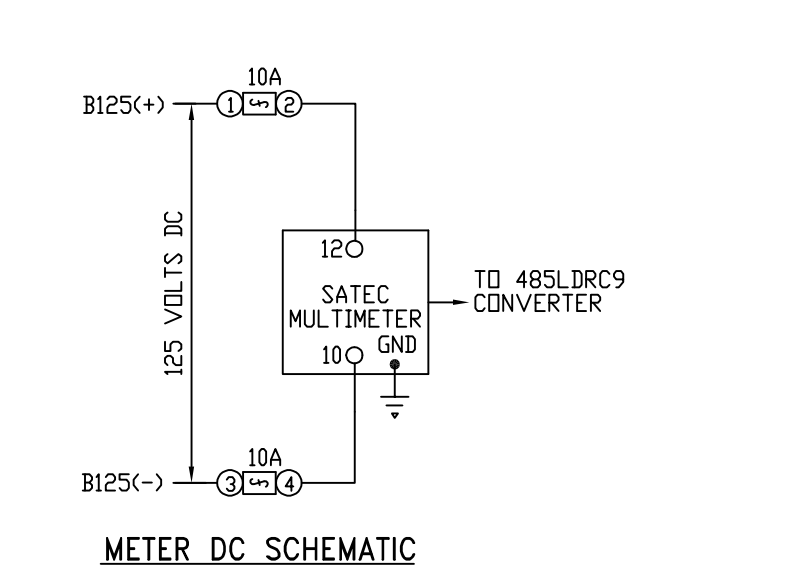 10A
B125(+)
1
2
125 VOLTS DC
12
SATEC
MULTIMETER
TO 485LDRC9
CONVERTER
GND
10
10A
B125(-)
3
4
METER DC SCHEMATIC